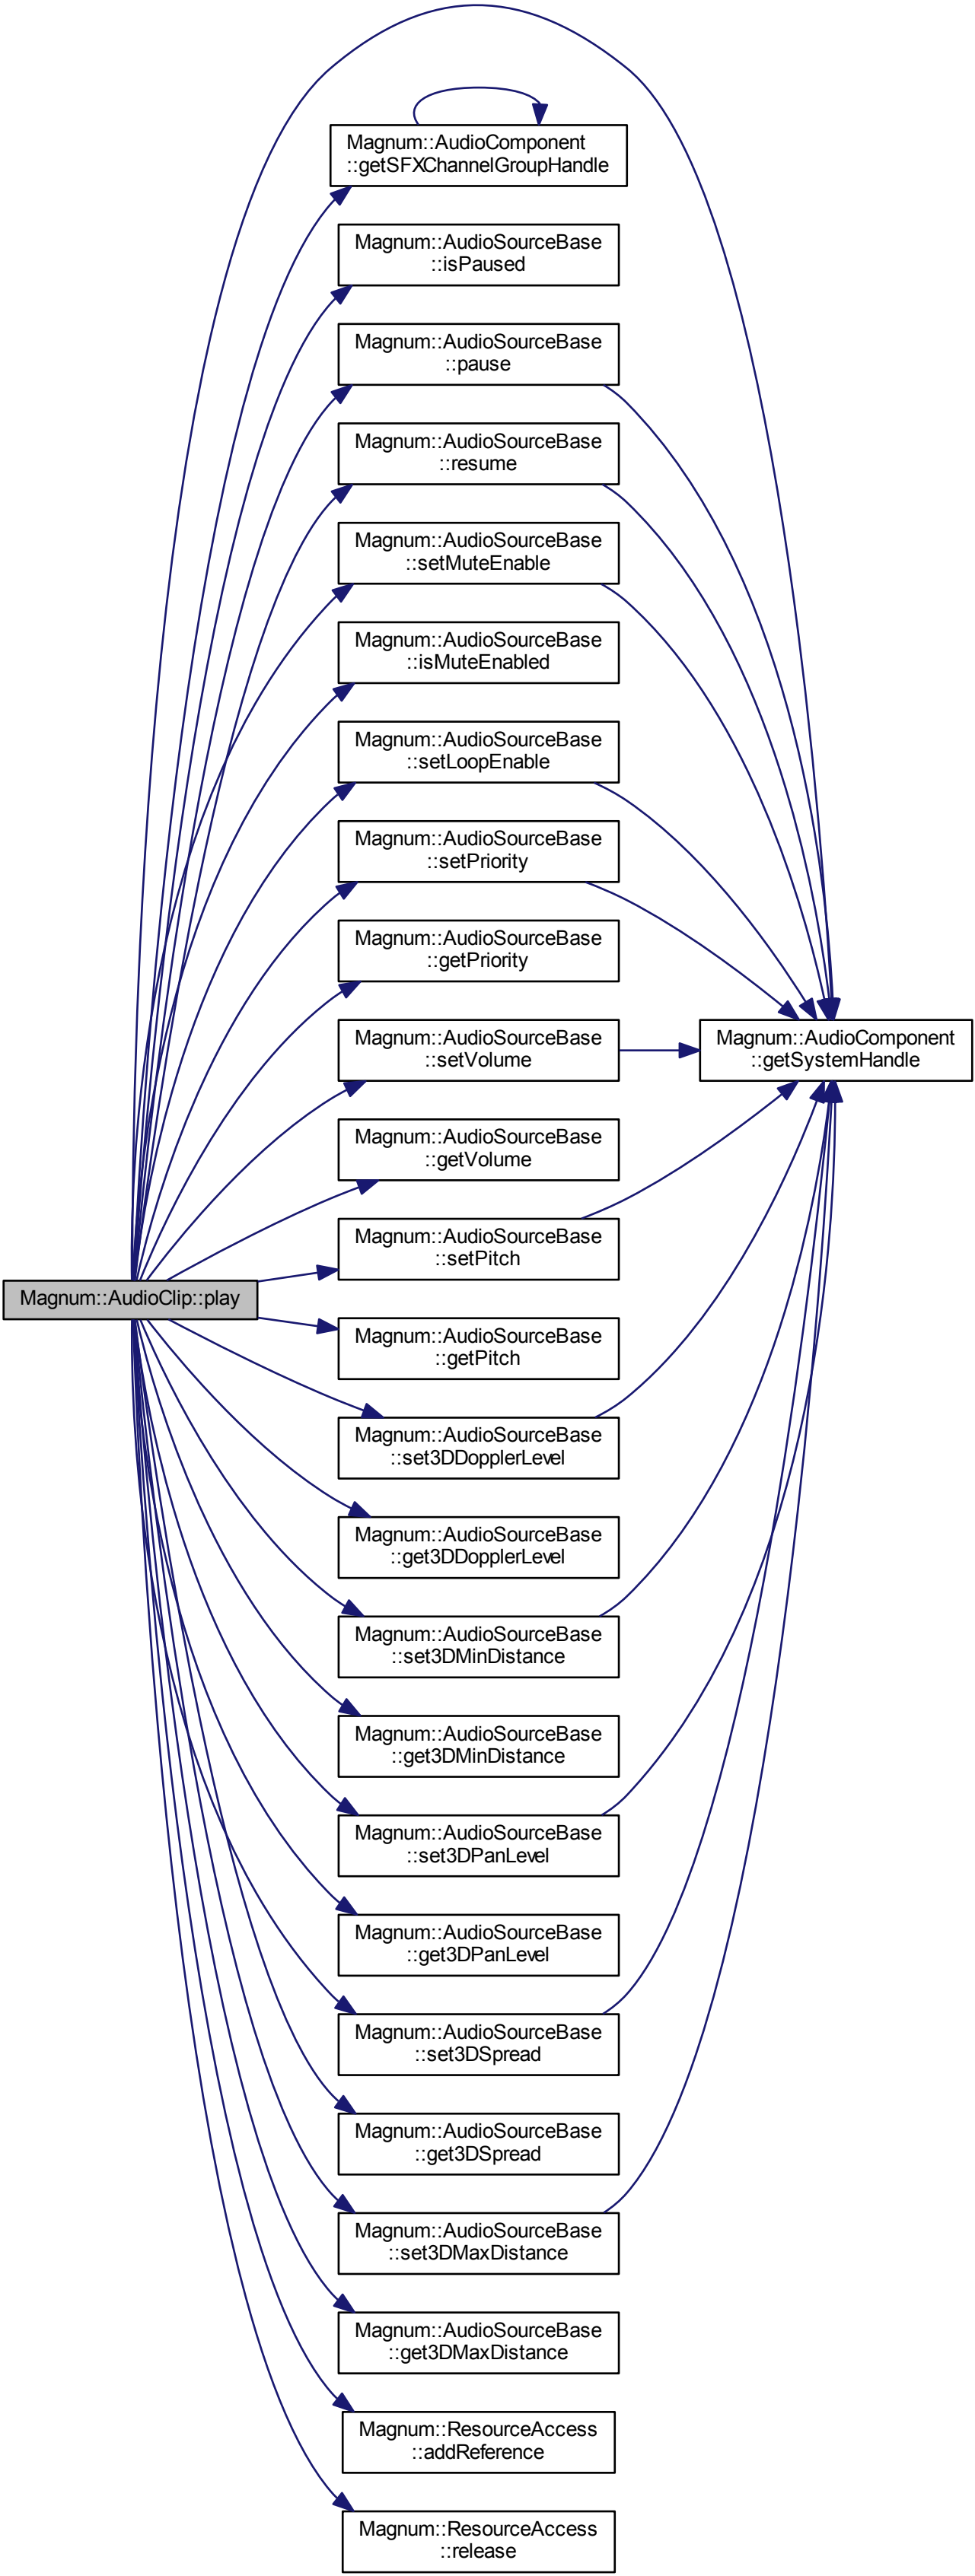 Magnum::AudioComponent
::getSFXChannelGroupHandle
Magnum::AudioSourceBase
::isPaused
Magnum::AudioSourceBase
::pause
Magnum::AudioSourceBase
::resume
Magnum::AudioSourceBase
::setMuteEnable
Magnum::AudioSourceBase
::isMuteEnabled
Magnum::AudioSourceBase
::setLoopEnable
Magnum::AudioSourceBase
::setPriority
Magnum::AudioSourceBase
::getPriority
Magnum::AudioSourceBase
::setVolume
Magnum::AudioComponent
::getSystemHandle
Magnum::AudioSourceBase
::getVolume
Magnum::AudioSourceBase
::setPitch
Magnum::AudioClip::play
Magnum::AudioSourceBase
::getPitch
Magnum::AudioSourceBase
::set3DDopplerLevel
Magnum::AudioSourceBase
::get3DDopplerLevel
Magnum::AudioSourceBase
::set3DMinDistance
Magnum::AudioSourceBase
::get3DMinDistance
Magnum::AudioSourceBase
::set3DPanLevel
Magnum::AudioSourceBase
::get3DPanLevel
Magnum::AudioSourceBase
::set3DSpread
Magnum::AudioSourceBase
::get3DSpread
Magnum::AudioSourceBase
::set3DMaxDistance
Magnum::AudioSourceBase
::get3DMaxDistance
Magnum::ResourceAccess
::addReference
Magnum::ResourceAccess
::release